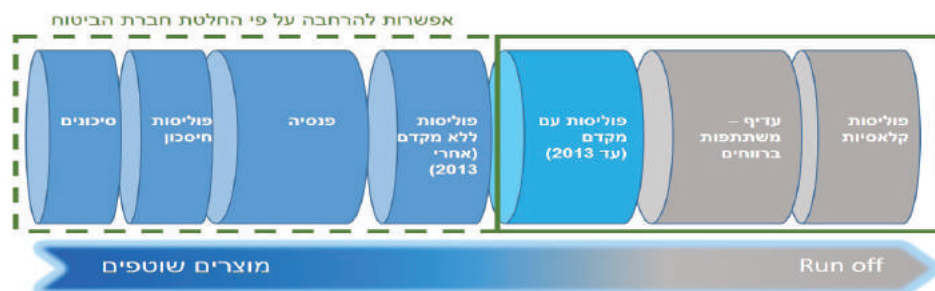 אפשרות להרחבה על פי החלטת חברת הביטוח
פוליסות
קלאסיות
עדיף –
משתתפות
ברווחים
פוליסות עם
מקדם
(עד 2013)
פוליסות
ללא מקדם
(אחרי
2013)
פנסיה
פוליסות
חיסכון
סיכונים
Run off
מוצרים שוטפים